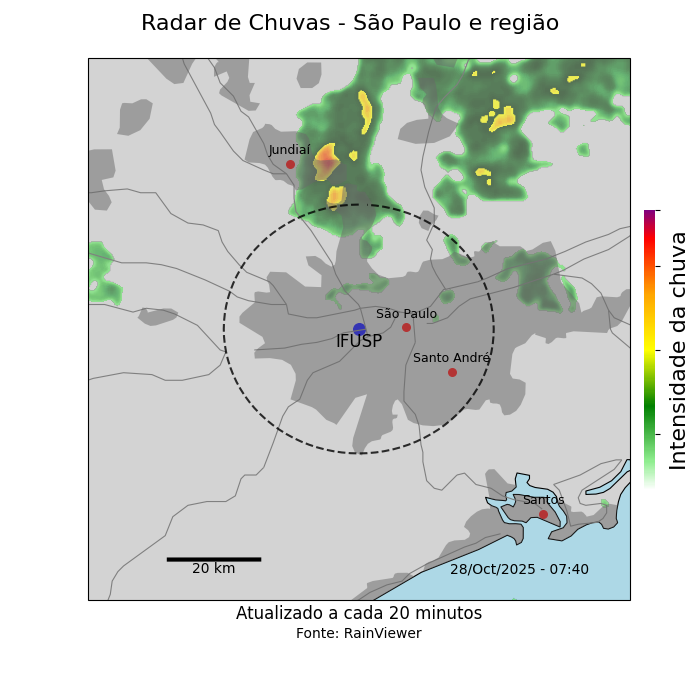 Radar de Chuvas - São Paulo e região
Jundiaí
São Paulo
IFUSP
Santo André
Santos
20 km
28/Oct/2025 - 07:40
Intensidade da chuva
Atualizado a cada 20 minutos
Fonte: RainViewer